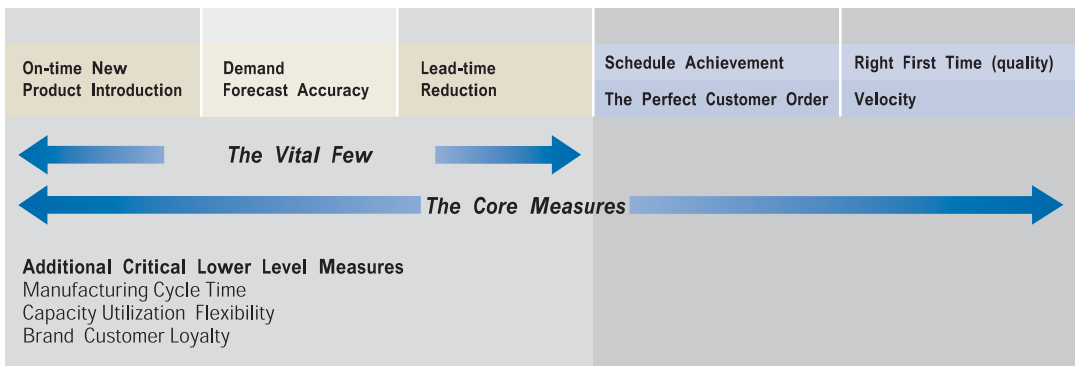 On-time New
Product Introduction
Demand
Forecast Accuracy
Lead-time
Reduction
Schedule Achievement
The Perfect Customer Order
Right First Time (quality)
Velocity
The Vital Few
The Core Measures
Additional Critical Lower Level Measures
Manufacturing Cycle Time
Capacity Utilization Flexibility
Brand Customer Loyalty